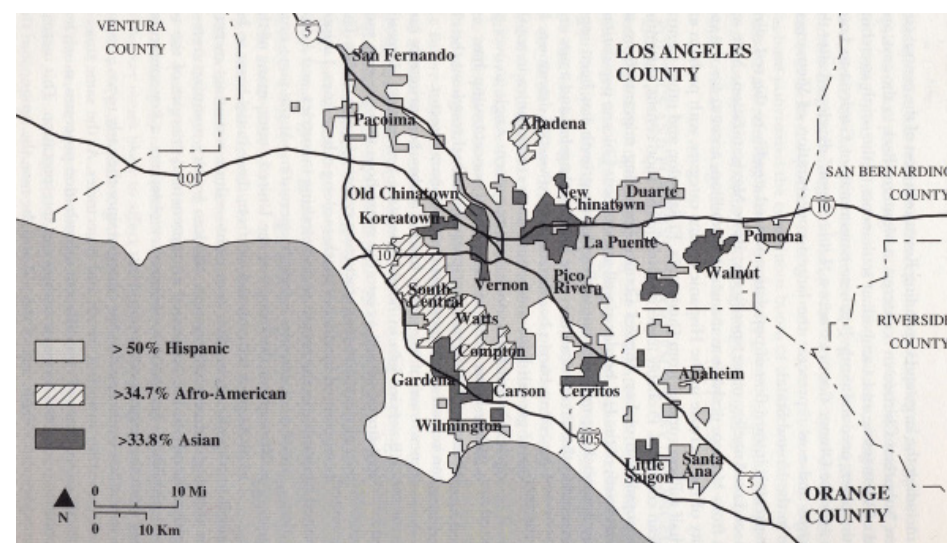 VENTURA
COUNTY
5
San Fernando
LOS ANGELES
COUNTY
Pacoima
Altadena
101
SAN BERNARDINO
COUNTY
Old Chinatown
New
Chinatown
Duarte
10
Koreatown
La Puente
Pomona
10
Walnut
South
Central
Vernon
Pico
Rivera
Watts
RIVERSIDE
COUNTY
> 50% Hispanic
Compton
Gardena
Anaheim
>34.7% Afro-American
Carson
Cerritos
Wilmington
405
>33.8% Asian
Little
Saigon
Santa
Ana
5
0 10 Mi
N
0 10 Km
ORANGE
COUNTY